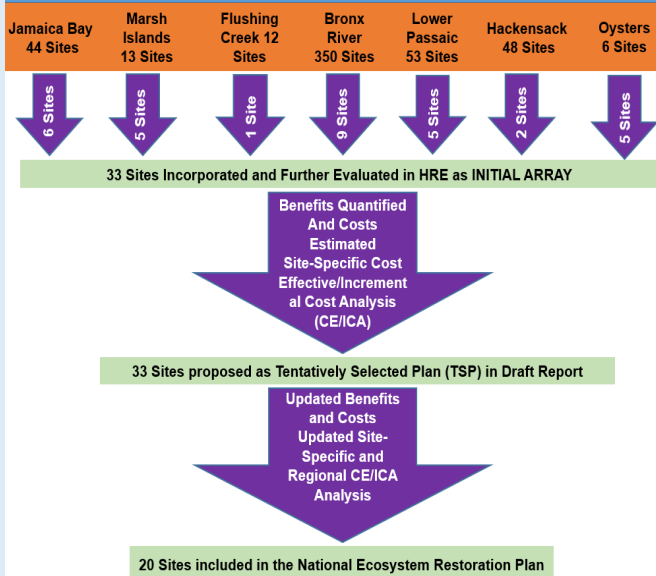 Jamaica Bay
44 Sites
Marsh
Islands
13 Sites
Flushing
Creek 12
Sites
Bronx
River
350 Sites
Lower
Passaic
53 Sites
Hackensack
48 Sites
Oysters
6 Sites
6 Sites
5 Sites
1 Site
9 Sites
5 Sites
2 Sites
5 Sites
33 Sites Incorporated and Further Evaluated in HRE as INITIAL ARRAY
Benefits Quantified
And Costs
Estimated
Site-Specific Cost
Effective/Increment
al Cost Analysis
(CE/ICA)
33 Sites proposed as Tentatively Selected Plan (TSP) in Draft Report
Updated Benefits
and Costs
Updated Site-
Specific and
Regional CE/ICA
Analysis
20 Sites included in the National Ecosystem Restoration Plan